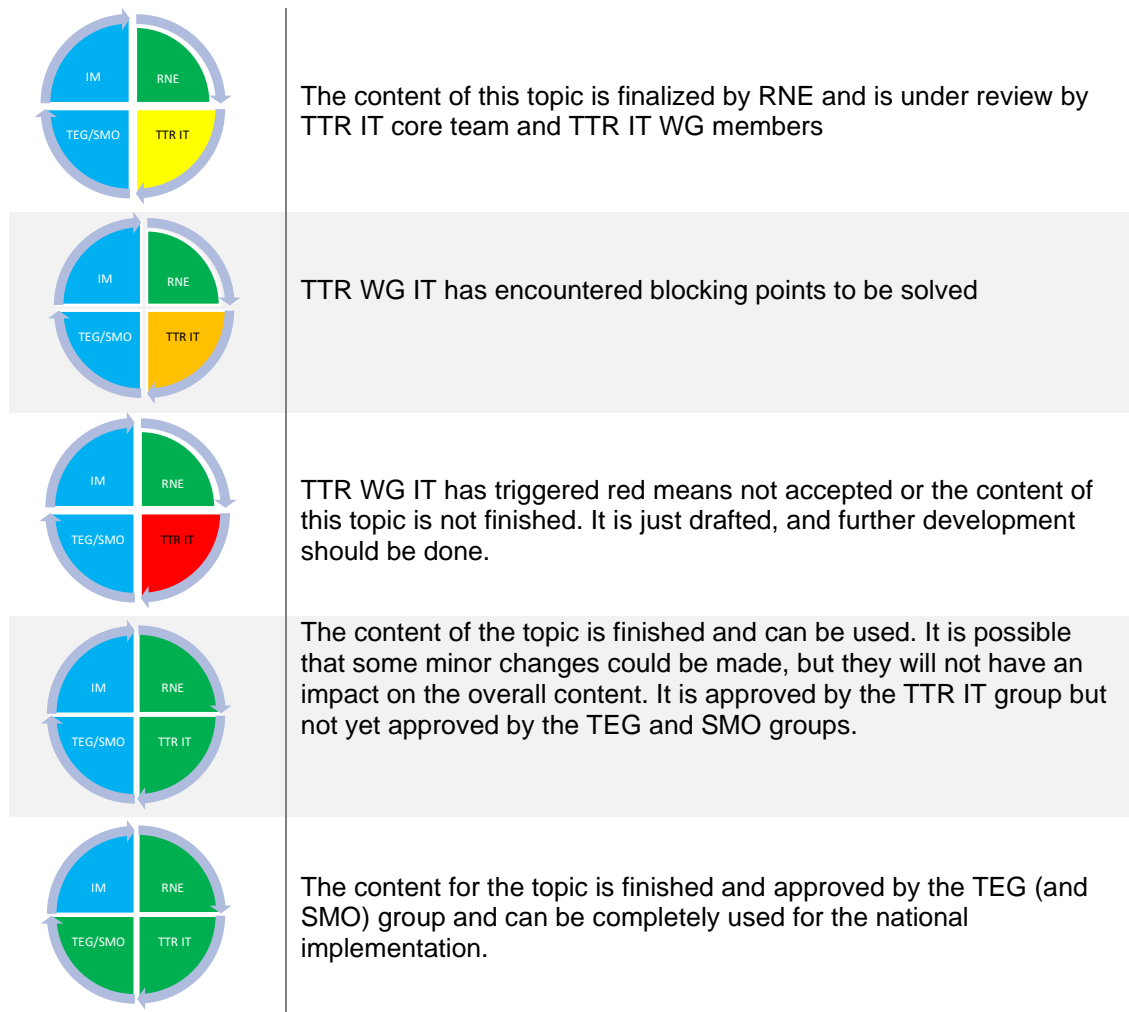 IM
RNE
TEG/SMO
TTR IT
The content of this topic is finalized by RNE and is under review by
TTR IT core team and TTR IT WG members
IM
RNE
TEG/SMO
TTR IT
TTR WG IT has encountered blocking points to be solved
IM
RNE
TEG/SMO
TTR IT
TTR WG IT has triggered red means not accepted or the content of
this topic is not finished. It is just drafted, and further development
should be done.
IM
RNE
TEG/SMO
TTR IT
The content of the topic is finished and can be used. It is possible
that some minor changes could be made, but they will not have an
impact on the overall content. It is approved by the TTR IT group but
not yet approved by the TEG and SMO groups.
IM
RNE
TEG/SMO
TTR IT
The content for the topic is finished and approved by the TEG (and
SMO) group and can be completely used for the national
implementation.